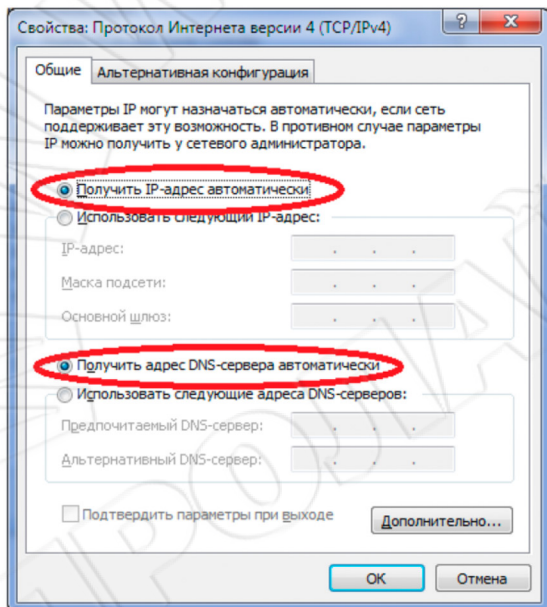 Свойства: Протокол Интернета версии 4 (TCP/IPv4)
Общие
Альтернативная конфигурация
Параметры IP могут назначаться автоматически, если сеть
поддерживает эту возможность. В противном случае параметры
IP можно получить у сетевого администратора.
Получить IP-адрес автоматически
Использовать следующий IP-адрес:
IP-адрес:
Маска подсети:
Основной шлюз:
Получить адрес DNS-сервера автоматически
Использовать следующие адреса DNS-серверов:
Предпочитаемый DNS-сервер:
Альтернативный DNS-сервер:
Подтвердить параметры при выходе
Дополнительно...
ОК
Отмена